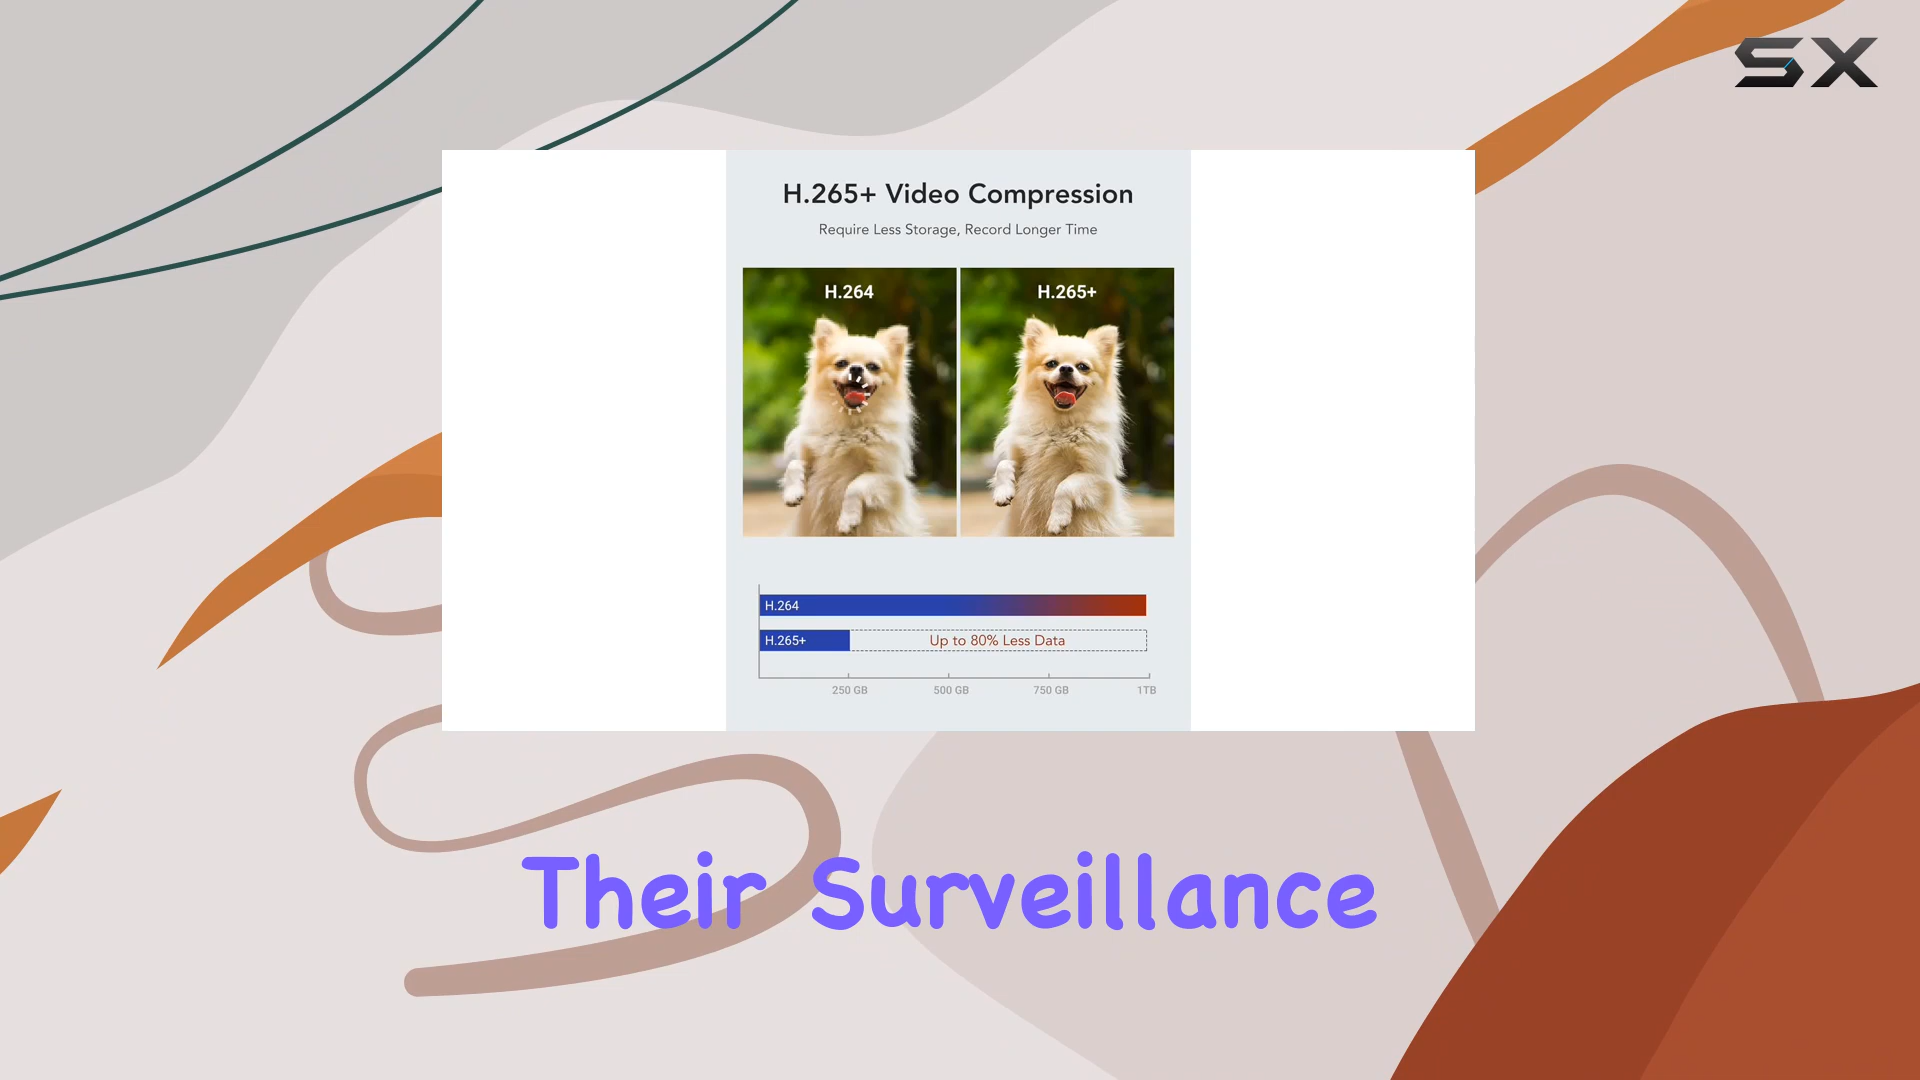 SX
H.265+ Video Compression
Require Less Storage, Record Longer Time
H.264
H.265+
H.264
H.265+
Up to 80% Less Data
250 GB
500 GB
750 GB
1TB
Their Surveillance